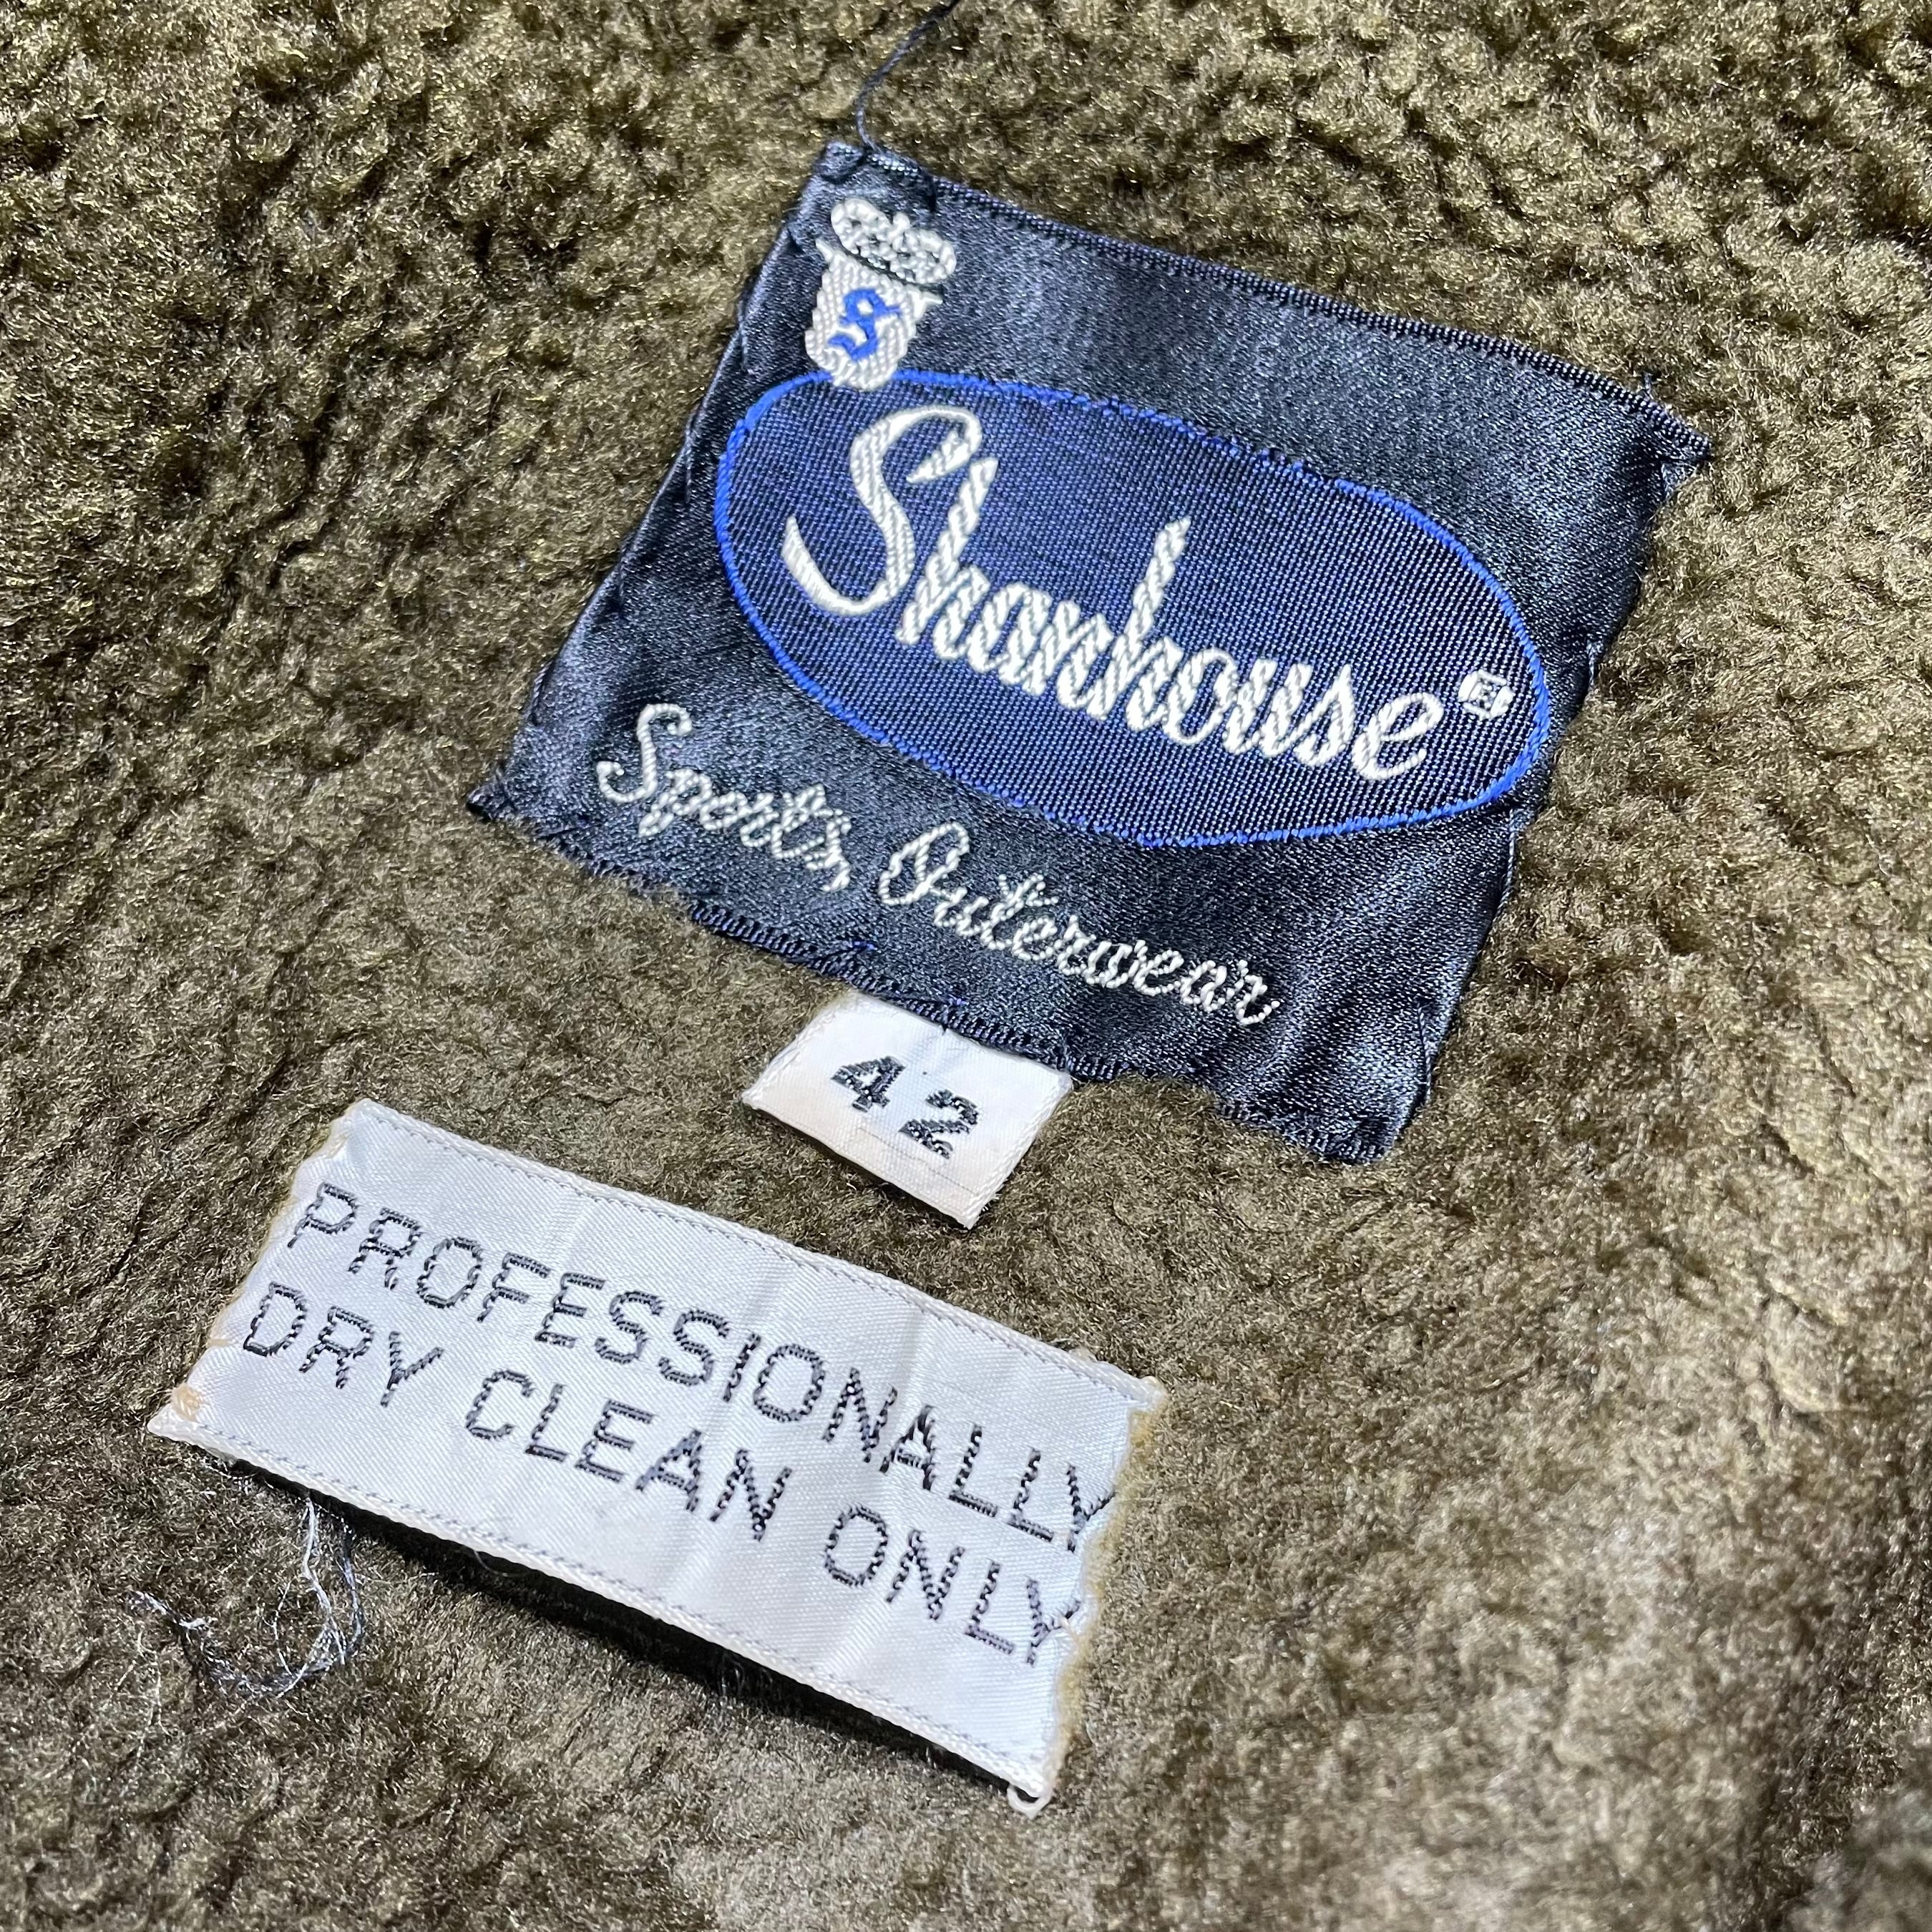 S
Shanhouse®
Sports, Outerwear
42
PROFESSIONALLY
DRY CLEAN ONLY